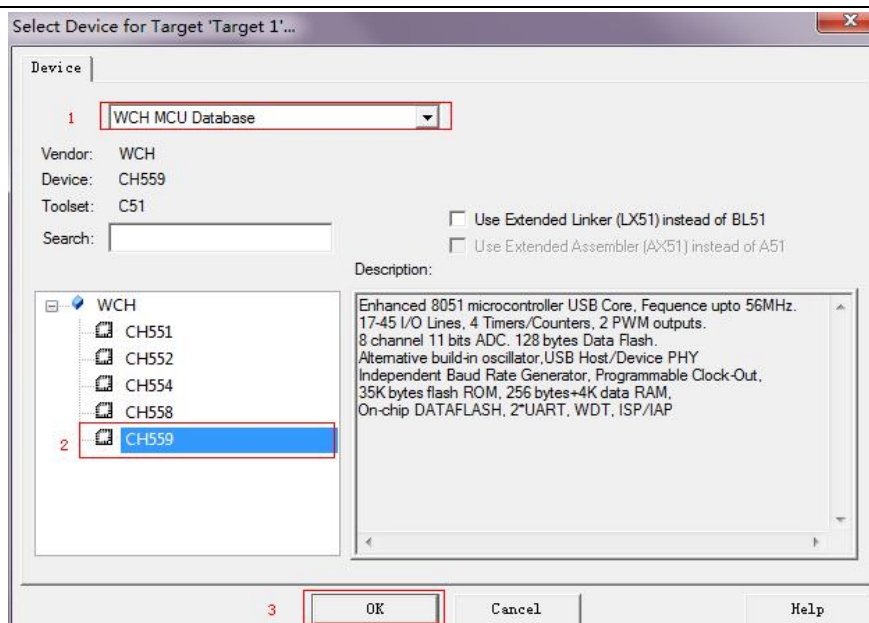 Select Device for Target 'Target 1'...
Device
1 WCH MCU Database
Vendor: WCH
Device: CH559
Toolset: C51
Search:
Use Extended Linker (LX51) instead of BL51
Use Extended Assembler (AX51) instead of A51
Description:
WCH
CH551
CH552
CH554
CH558
2 CH559
Enhanced 8051 microcontroller USB Core, Fequence upto 56MHz.
17-45 I/O Lines, 4 Timers/Counters, 2 PWM outputs.
8 channel 11 bits ADC. 128 bytes Data Flash.
Alternative build-in oscillator,USB Host/Device PHY
Independent Baud Rate Generator, Programmable Clock-Out,
35K bytes flash ROM, 256 bytes+4K data RAM,
On-chip DATAFLASH, 2*UART, WDT, ISP/IAP
3 OK Cancel Help